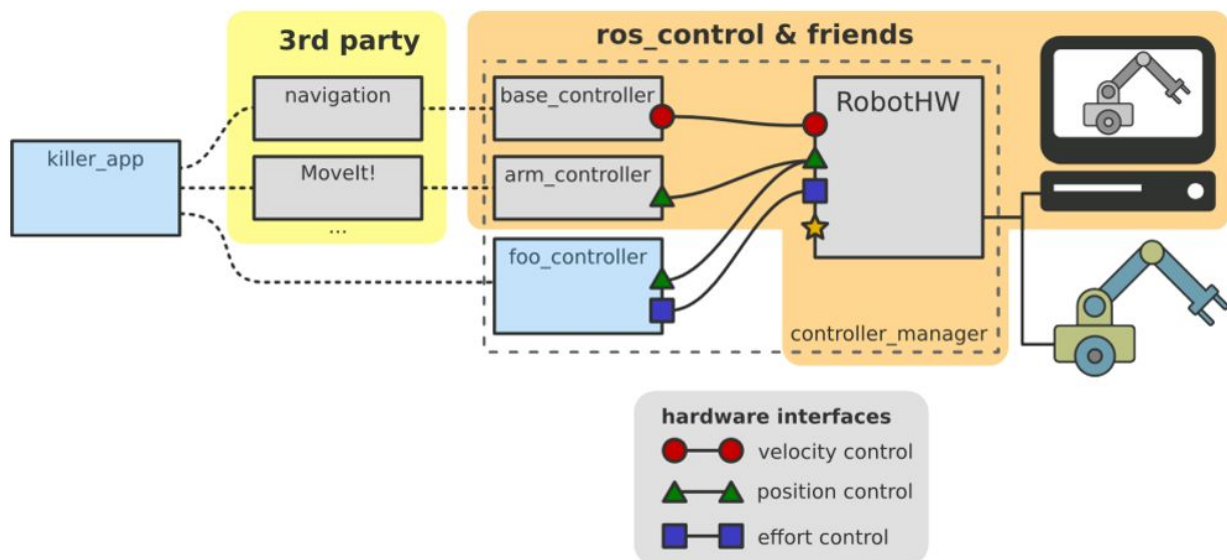 3rd party
ros_control & friends
navigation
base_controller
RobotHW
killer_app
MoveIt!
arm_controller
...
foo_controller
controller_manager
hardware interfaces
velocity control
position control
effort control